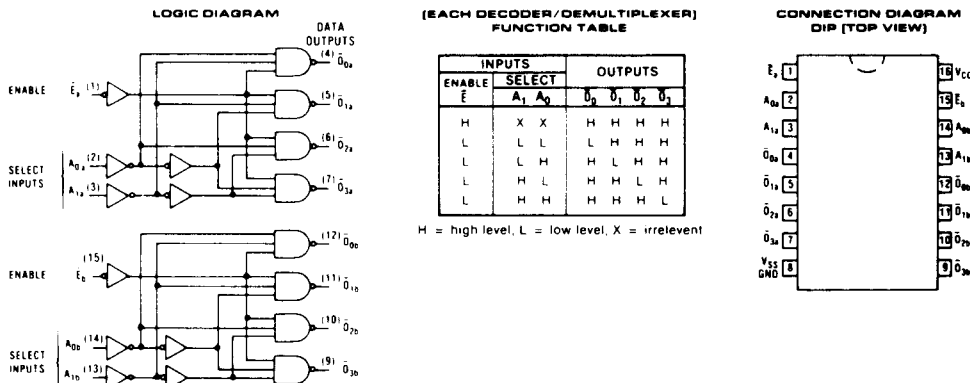 LOGIC DIAGRAM
DATA
OUTPUTS
(4) Ō0a
ENABLE Ēa (1)
(5) Ō1a
(6) Ō2a
SELECT
INPUTS
A0a (2)
A1a (3)
(7) Ō3a
(12) Ō0b
ENABLE
(15)
Ēb
(11) Ō1b
(10) Ō2b
SELECT
INPUTS
A0b (14)
A1b (13)
(9) Ō3b
(EACH DECODER/DEMULTIPLEXER)
FUNCTION TABLE
INPUTS OUTPUTS
ENABLE SELECT
Ē A1 A0 Ō0 Ō1 Ō2 Ō3
H X X H H H H
L L L L H H H
L L H H L H H
L H L H H L H
L H H H H H L
H = high level, L = low level, X = irrelevent
CONNECTION DIAGRAM
DIP (TOP VIEW)
Ēa 1 16 VCC
A0a 2 15 Ēb
A1a 3 14 A0b
Ō0a 4 13 A1b
Ō1a 5 12 Ō0b
Ō2a 6 11 Ō1b
Ō3a 7 10 Ō2b
VSS
GND 8 9 Ō3b